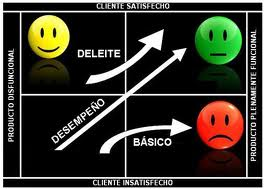 CLIENTE SATISFECHO
DELEITE
PRODUCTO DISFUNCIONAL
DESEMPEÑO
PRODUCTO PLENAMENTE FUNCIONAL
BÁSICO
CLIENTE INSATISFECHO